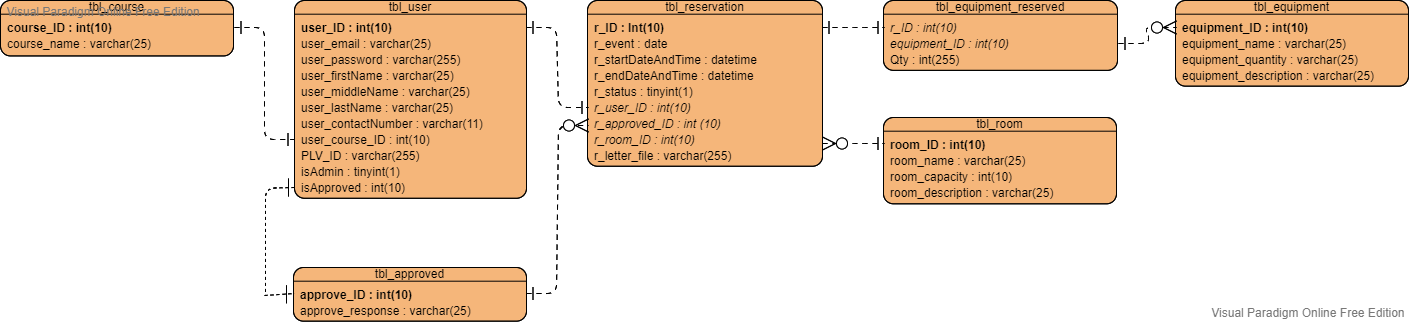 tbl_course
Visual Paradigm Online Free Edition
course_ID : int(10)
course_name : varchar(25)
tbl_user
user_ID : int(10)
user_email : varchar(25)
user_password : varchar(255)
user_firstName : varchar(25)
user_middleName : varchar(25)
user_lastName : varchar(25)
user_contactNumber : varchar(11)
user_course_ID : int(10)
PLV_ID : varchar(255)
isAdmin : tinyint(1)
isApproved : int(10)
tbl_approved
approve_ID : int(10)
approve_response : varchar(25)
tbl_reservation
r_ID : Int(10)
r_event : date
r_startDateAndTime : datetime
r_endDateAndTime : datetime
r_status : tinyint(1)
r_user_ID : int(10)
r_approved_ID : int (10)
r_room_ID : int(10)
r_letter_file : varchar(255)
tbl_equipment_reserved
r_ID : int(10)
equipment_ID : int(10)
Qty : int(255)
tbl_room
room_ID : int(10)
room_name : varchar(25)
room_capacity : int(10)
room_description : varchar(25)
tbl_equipment
equipment_ID : int(10)
equipment_name : varchar(25)
equipment_quantity : varchar(25)
equipment_description : varchar(25)
Visual Paradigm Online Free Edition